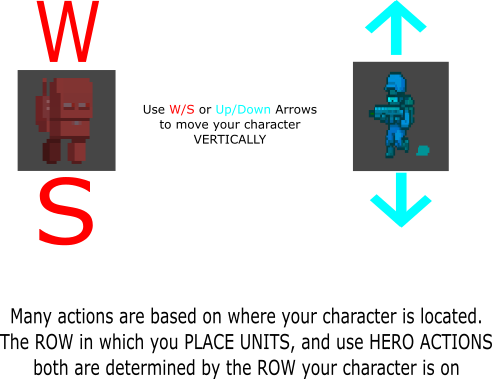 W
Use W/S or Up/Down Arrows
to move your character
VERTICALLY
S
Many actions are based on where your character is located.
The ROW in which you PLACE UNITS, and use HERO ACTIONS
both are determined by the ROW your character is on